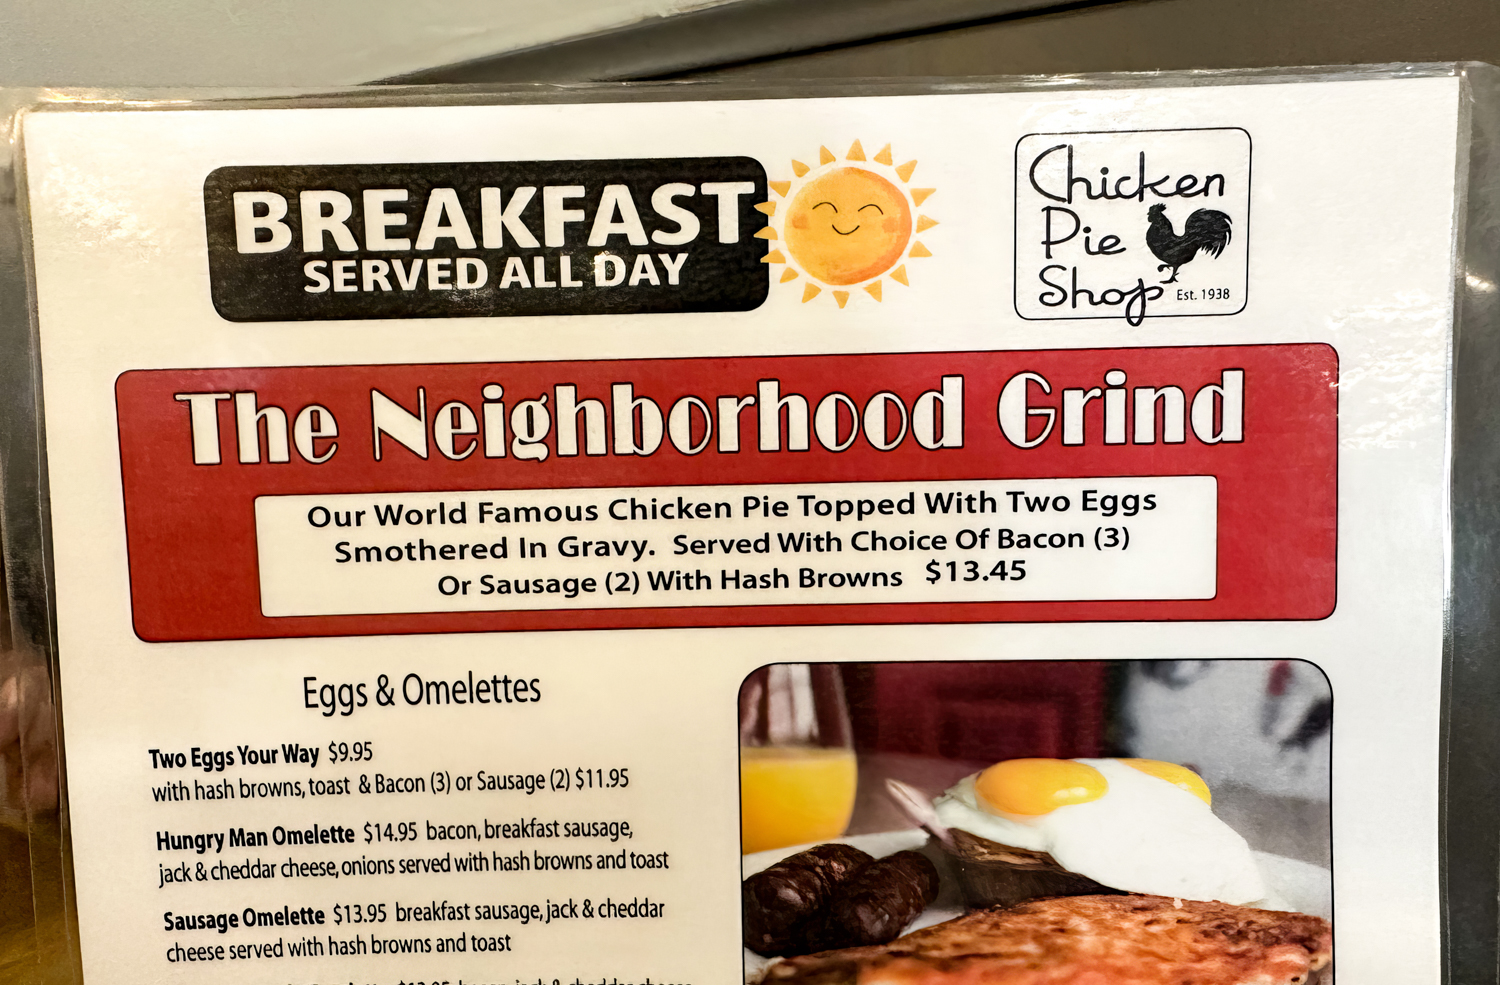 BREAKFAST
SERVED ALL DAY
Chicken
Pie
Shop
Est. 1938
The Neighborhood Grind
Our World Famous Chicken Pie Topped With Two Eggs
Smothered In Gravy. Served With Choice Of Bacon (3)
Or Sausage (2) With Hash Browns $13.45
Eggs & Omelettes
Two Eggs Your Way $9.95
with hash browns, toast & Bacon (3) or Sausage (2) $11.95
Hungry Man Omelette $14.95 bacon, breakfast sausage,
jack & cheddar cheese, onions served with hash browns and toast
Sausage Omelette $13.95 breakfast sausage, jack & cheddar
cheese served with hash browns and toast